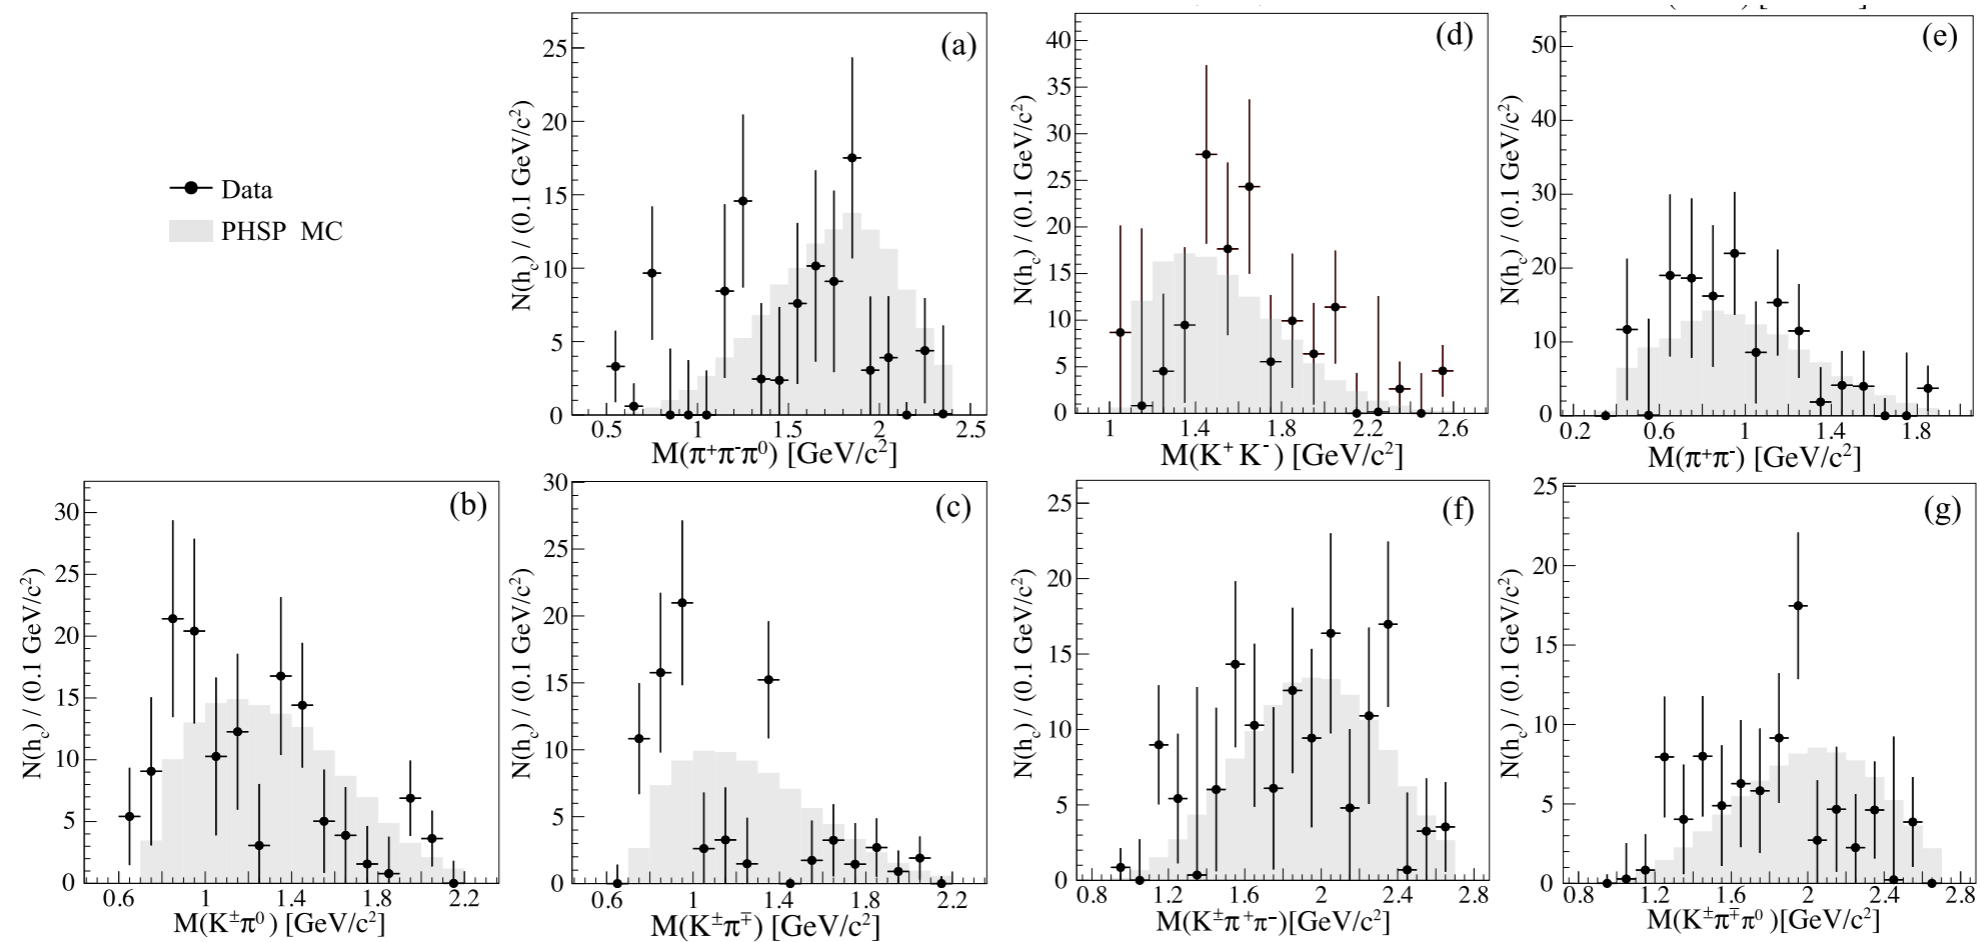 Data
PHSP MC
(a)
N(h_c) / (0.1 GeV/c²)
0 5 10 15 20 25
0.5 1 1.5 2 2.5
M(π⁺π⁻π⁰) [GeV/c²]
(d)
N(h_c) / (0.1 GeV/c²)
0 5 10 15 20 25 30 35 40
1 1.4 1.8 2.2 2.6
M(K⁺K⁻) [GeV/c²]
(e)
N(h_c) / (0.1 GeV/c²)
0 10 20 30 40 50
0.2 0.6 1 1.4 1.8
M(π⁺π⁻) [GeV/c²]
(b)
N(h_c) / (0.1 GeV/c²)
0 5 10 15 20 25 30
0.6 1 1.4 1.8 2.2
M(K±π⁰) [GeV/c²]
(c)
N(h_c) / (0.1 GeV/c²)
0 5 10 15 20 25 30
0.6 1 1.4 1.8 2.2
M(K±π∓) [GeV/c²]
(f)
N(h_c) / (0.1 GeV/c²)
0 5 10 15 20 25
0.8 1.2 1.6 2 2.4 2.8
M(K±π⁺π⁻)[GeV/c²]
(g)
N(h_c) / (0.1 GeV/c²)
0 5 10 15 20 25
0.8 1.2 1.6 2 2.4 2.8
M(K±π∓π⁰)[GeV/c²]